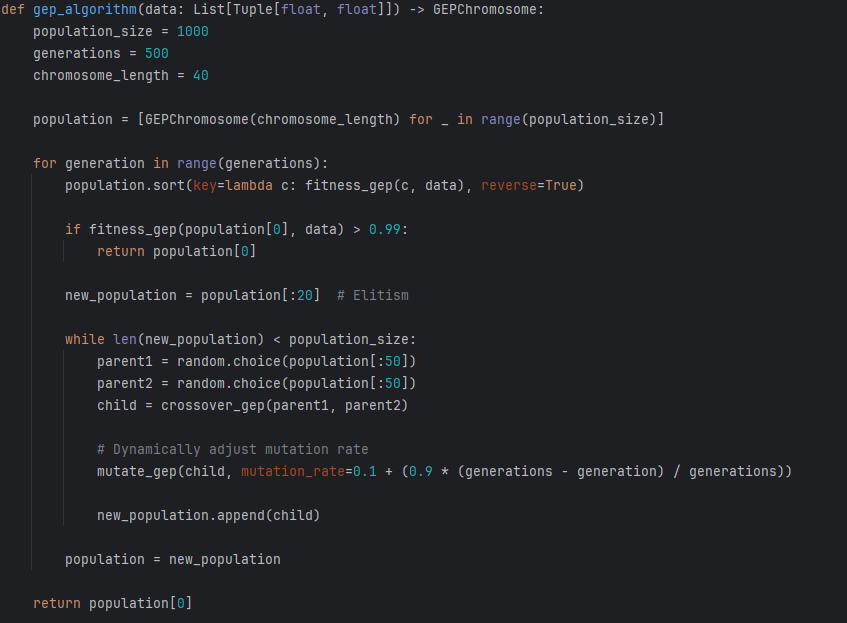 def gep_algorithm(data: List[Tuple[float, float]]) -> GEPChromosome:
    population_size = 1000
    generations = 500
    chromosome_length = 40

    population = [GEPChromosome(chromosome_length) for _ in range(population_size)]

    for generation in range(generations):
        population.sort(key=lambda c: fitness_gep(c, data), reverse=True)

        if fitness_gep(population[0], data) > 0.99:
            return population[0]

        new_population = population[:20]  # Elitism

        while len(new_population) < population_size:
            parent1 = random.choice(population[:50])
            parent2 = random.choice(population[:50])
            child = crossover_gep(parent1, parent2)

            # Dynamically adjust mutation rate
            mutate_gep(child, mutation_rate=0.1 + (0.9 * (generations - generation) / generations))

            new_population.append(child)

        population = new_population

    return population[0]